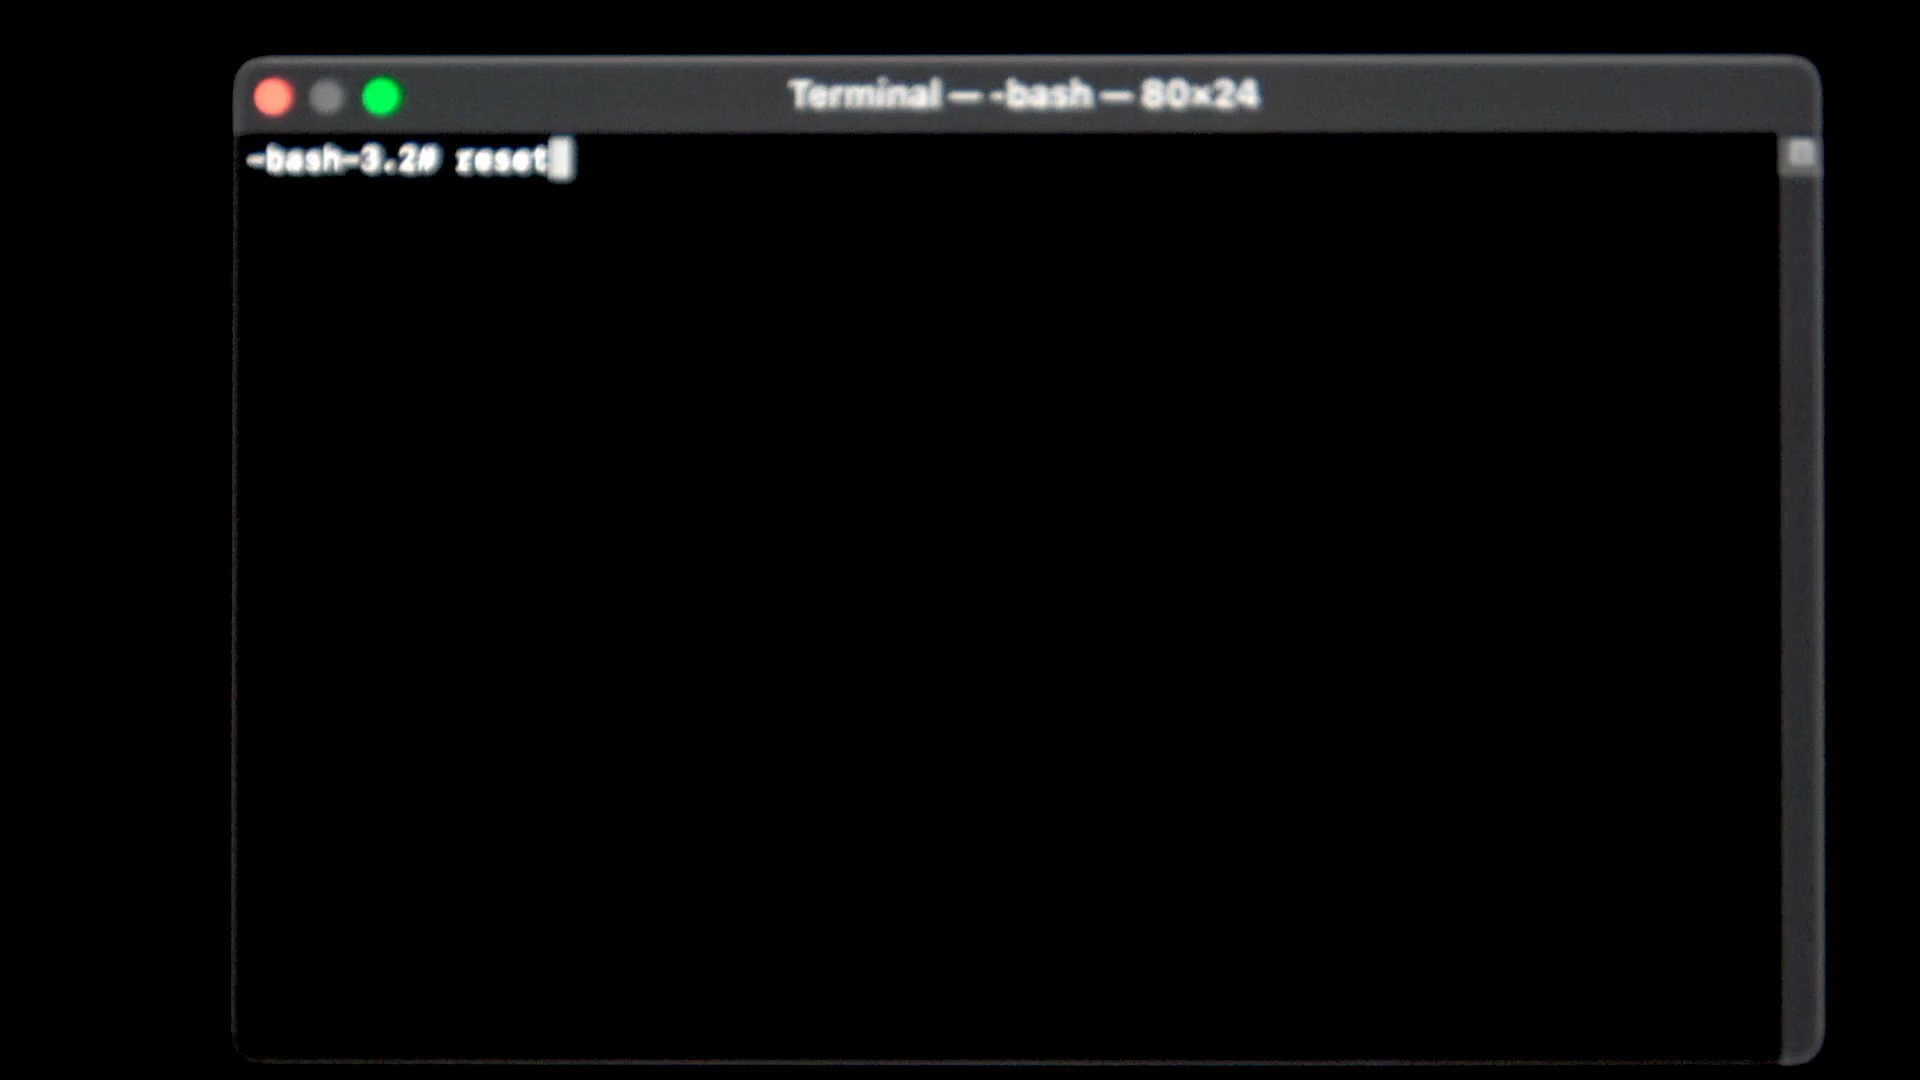 Terminal — -bash — 80×24
-bash-3.2# reset